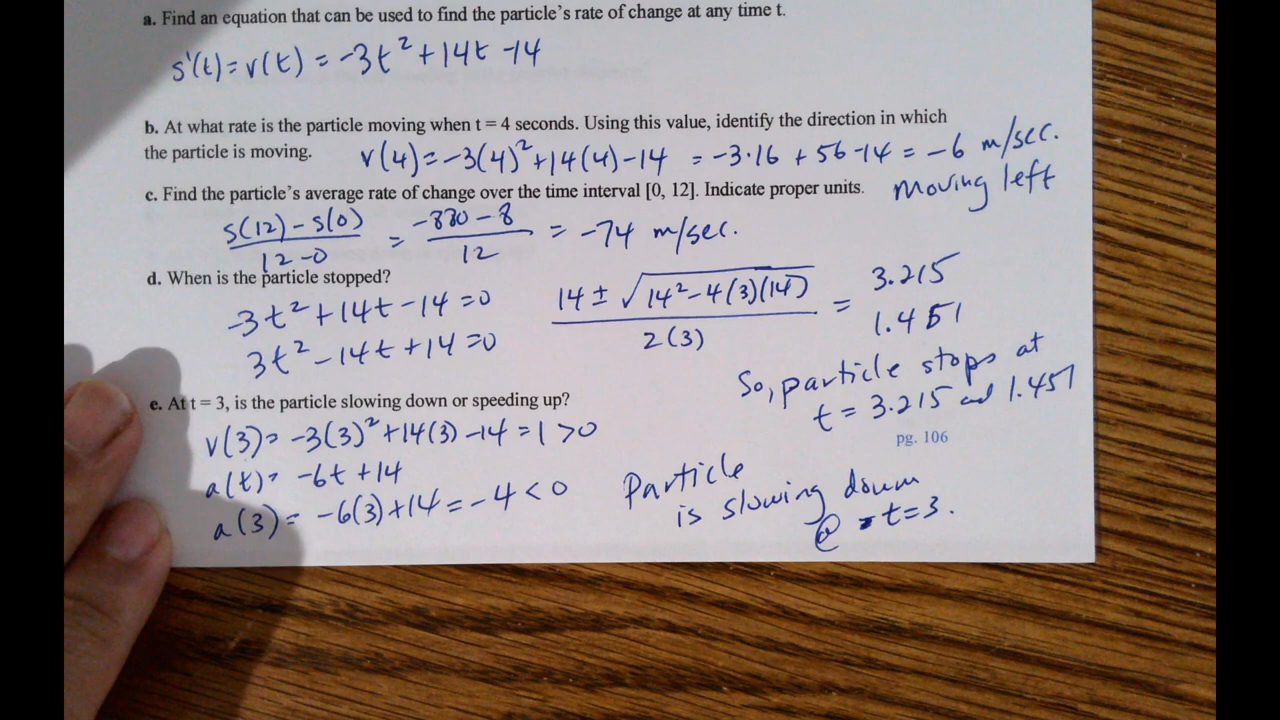 a. Find an equation that can be used to find the particle's rate of change at any time t.
s'(t) = v(t) = -3t² + 14t - 14
b. At what rate is the particle moving when t = 4 seconds. Using this value, identify the direction in which
the particle is moving. v(4) = -3(4)² + 14(4) - 14 = -3·16 + 56 - 14 = -6 m/sec.
moving left
c. Find the particle's average rate of change over the time interval [0, 12]. Indicate proper units.
(s(12) - s(0))/(12 - 0) = (-880 - 8)/12 = -74 m/sec.
d. When is the particle stopped?
-3t² + 14t - 14 = 0
3t² - 14t + 14 = 0
(14 ± √(14² - 4(3)(14)))/(2(3)) = 3.215
1.451
So, particle stops at
t = 3.215 and 1.451
e. At t = 3, is the particle slowing down or speeding up?
v(3) = -3(3)² + 14(3) - 14 = 1 > 0
a(t) = -6t + 14
a(3) = -6(3) + 14 = -4 < 0
Particle
is slowing down
@ t = 3.
pg. 106